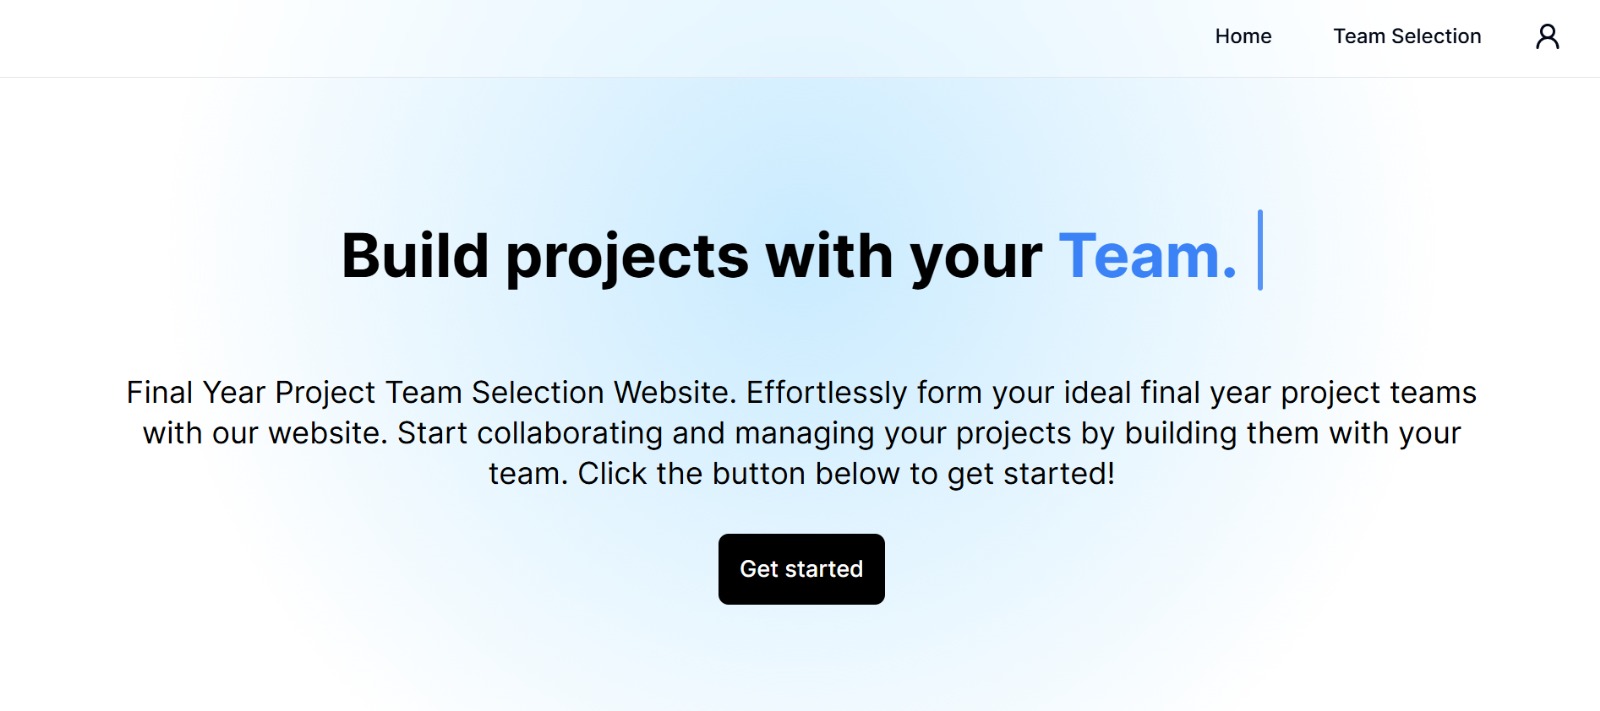 Home Team Selection
Build projects with your Team.
Final Year Project Team Selection Website. Effortlessly form your ideal final year project teams
with our website. Start collaborating and managing your projects by building them with your
team. Click the button below to get started!
Get started